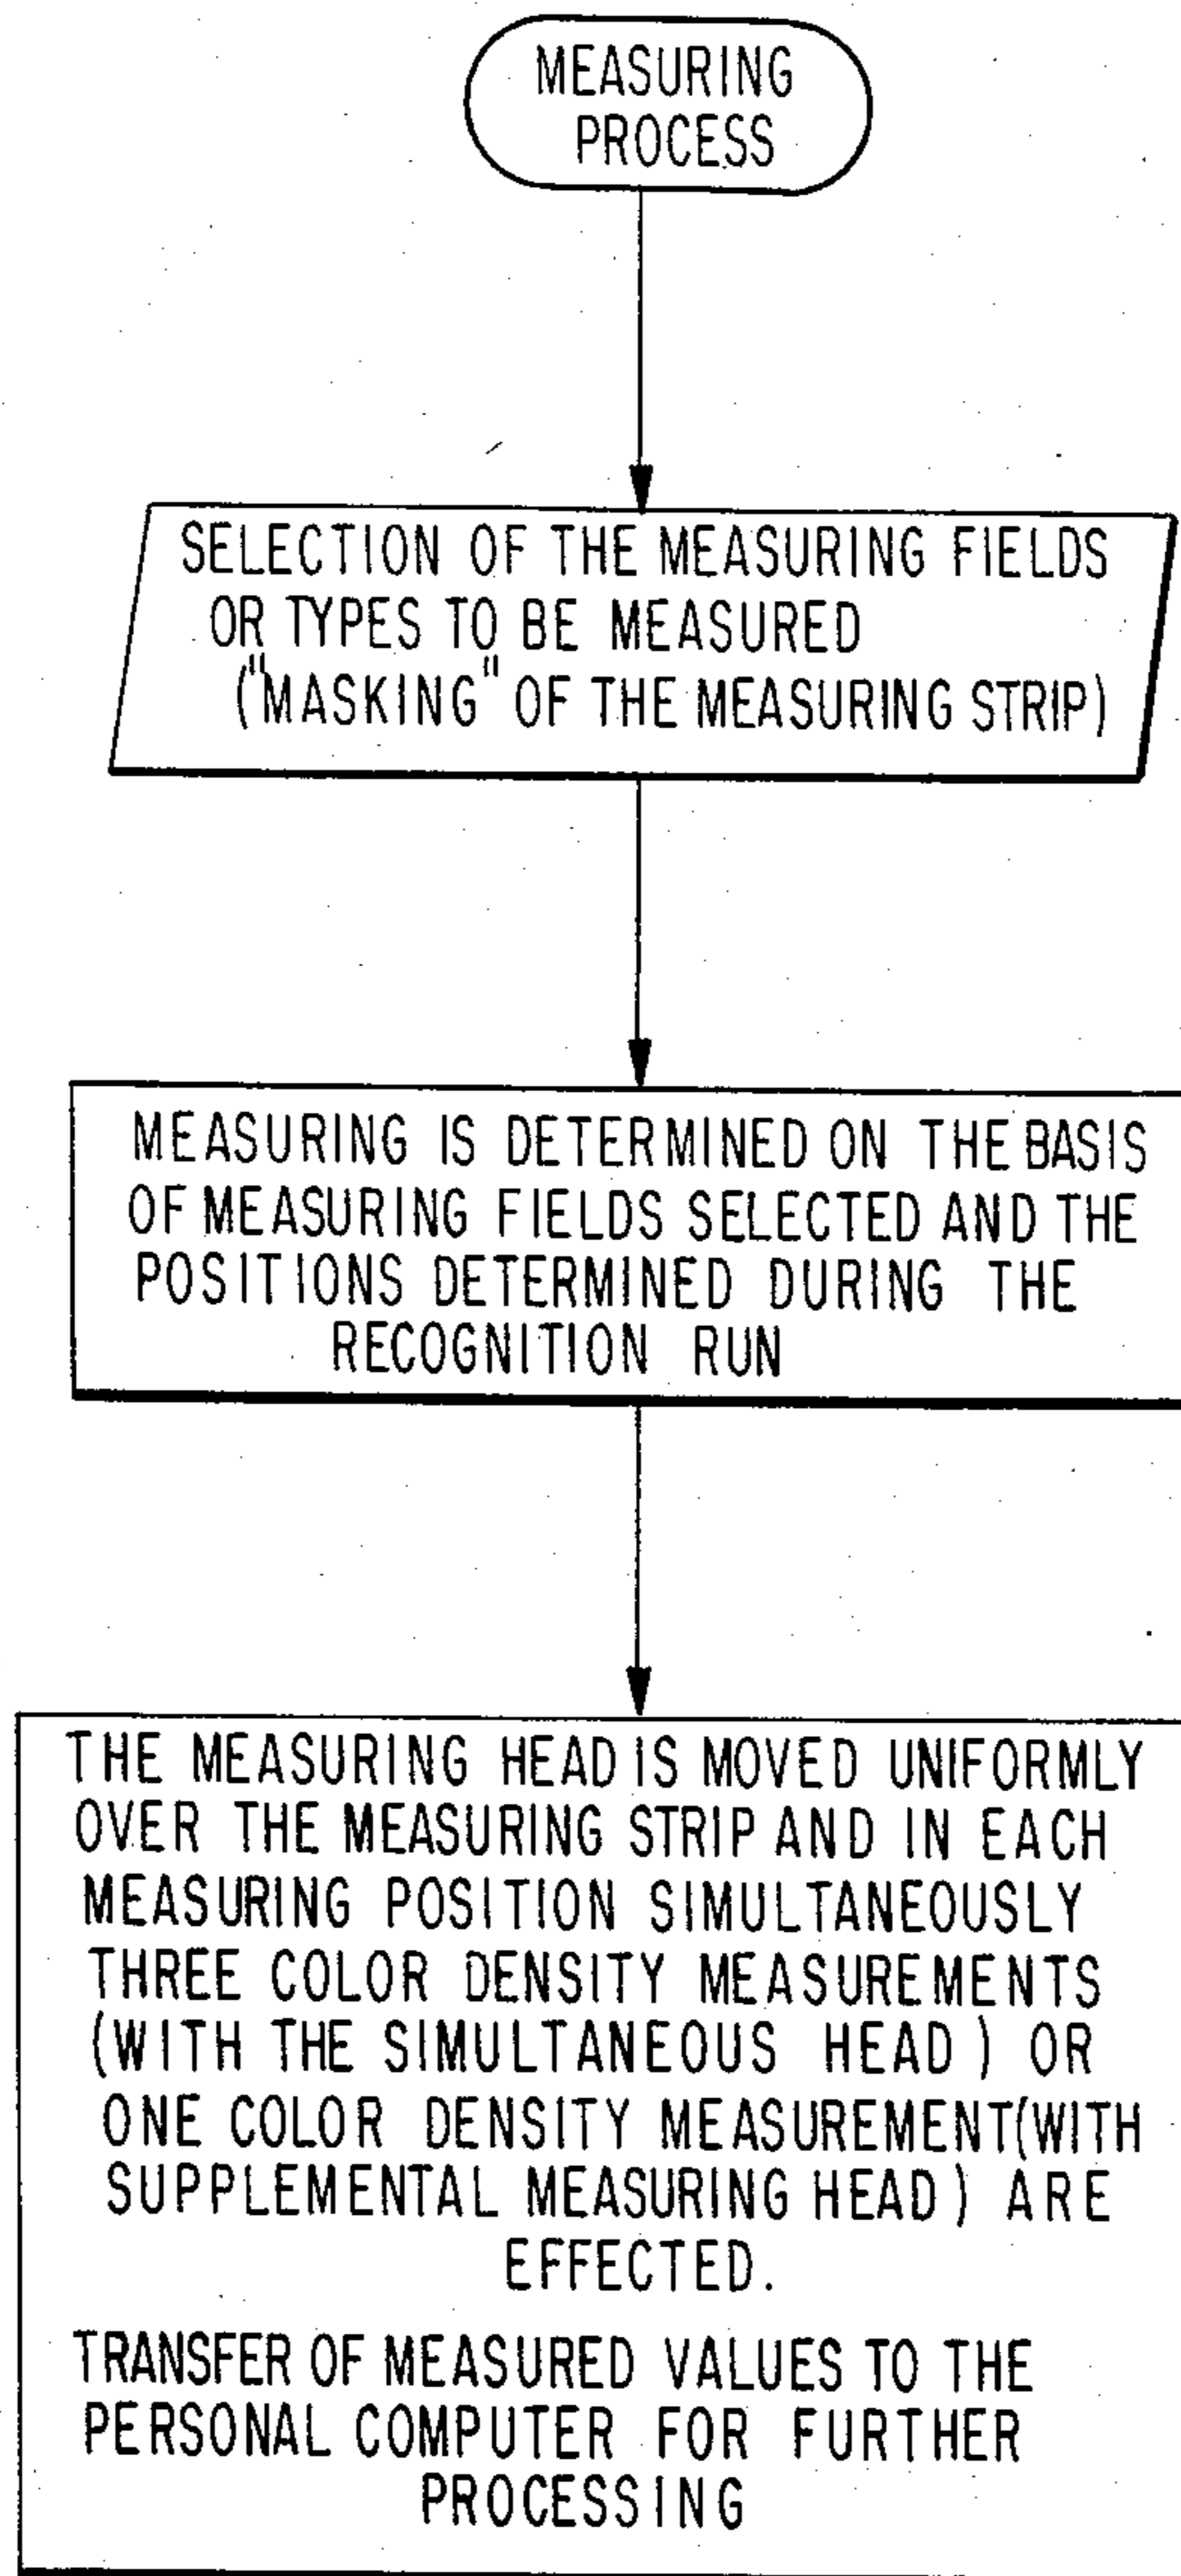 MEASURING
PROCESS
SELECTION OF THE MEASURING FIELDS
OR TYPES TO BE MEASURED
("MASKING" OF THE MEASURING STRIP)
MEASURING IS DETERMINED ON THE BASIS
OF MEASURING FIELDS SELECTED AND THE
POSITIONS DETERMINED DURING THE
RECOGNITION RUN
THE MEASURING HEAD IS MOVED UNIFORMLY
OVER THE MEASURING STRIP AND IN EACH
MEASURING POSITION SIMULTANEOUSLY
THREE COLOR DENSITY MEASUREMENTS
(WITH THE SIMULTANEOUS HEAD) OR
ONE COLOR DENSITY MEASUREMENT(WITH
SUPPLEMENTAL MEASURING HEAD) ARE
EFFECTED.
TRANSFER OF MEASURED VALUES TO THE
PERSONAL COMPUTER FOR FURTHER
PROCESSING